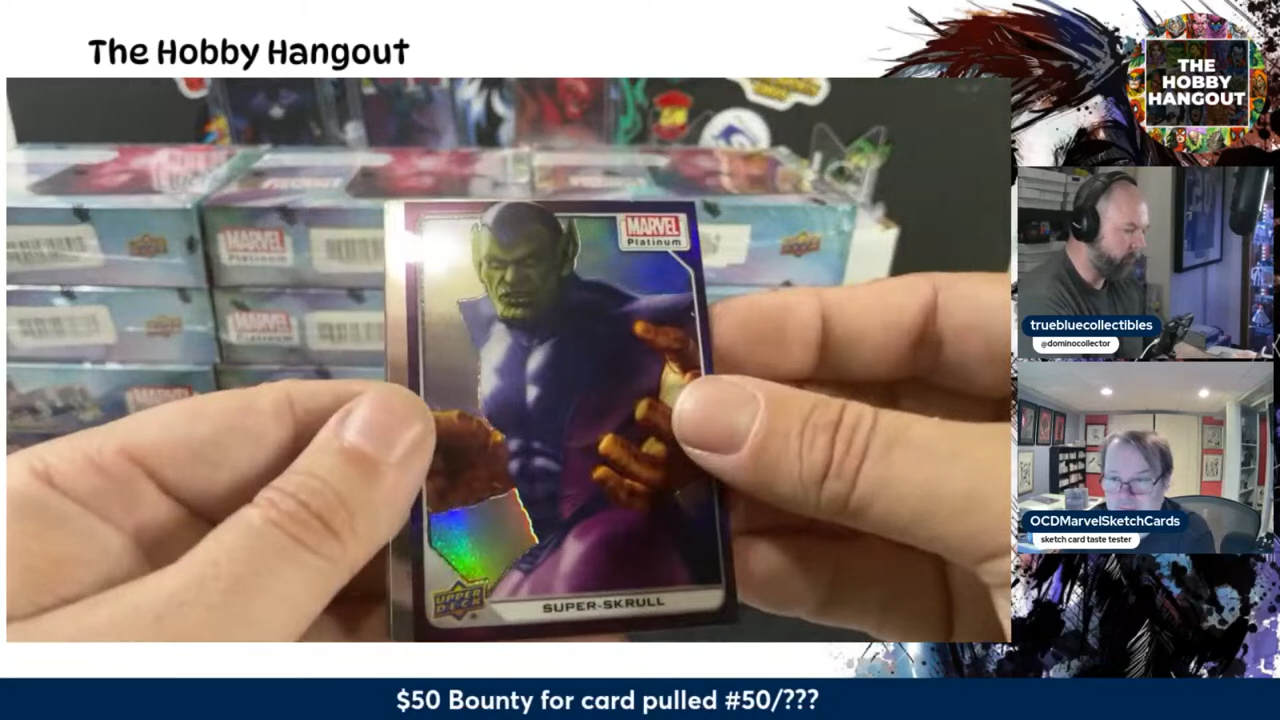 The Hobby Hangout
THE
HOBBY
HANGOUT
MARVEL
Platinum
MARVEL
Platinum
MARVEL
MARVEL
Platinum
UPPER
DECK
SUPER-SKRULL
truebluecollectibles
@dominocollector
OCDMarvelSketchCards
sketch card taste tester
$50 Bounty for card pulled #50/???